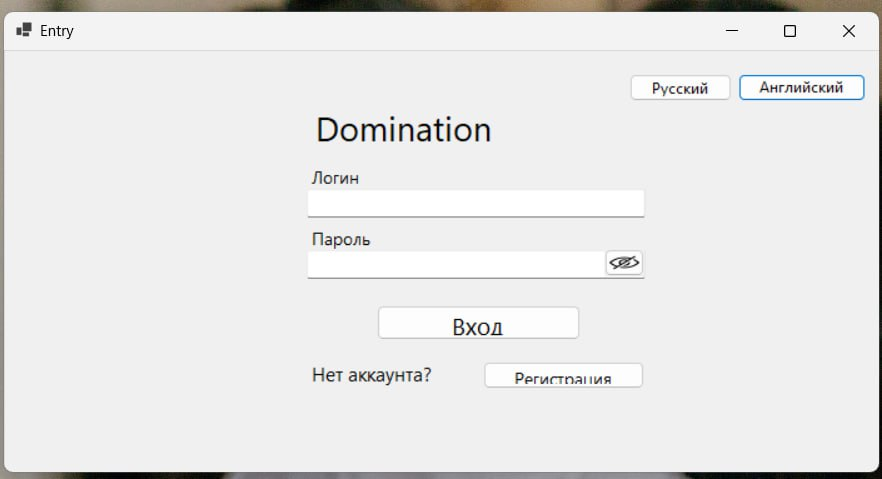 Entry
Русский Английский
Domination
Логин
Пароль
Вход
Нет аккаунта? Регистрация